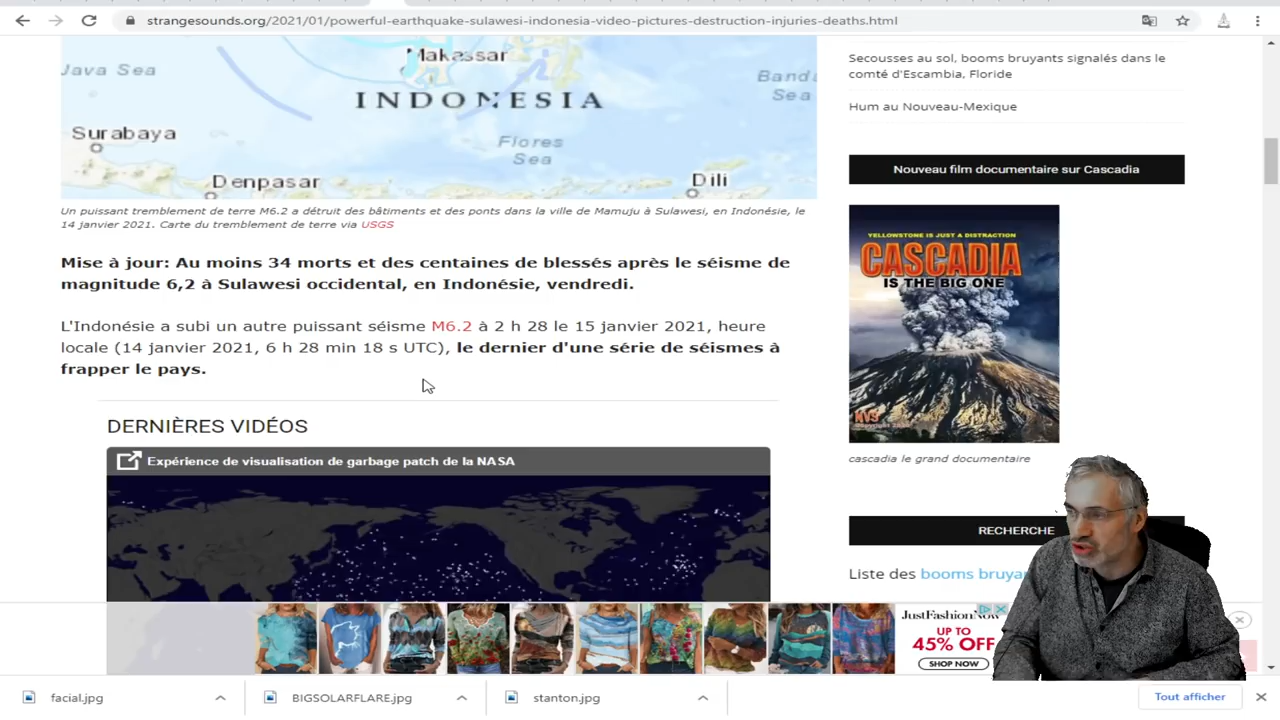 strangesounds.org/2021/01/powerful-earthquake-sulawesi-indonesia-video-pictures-destruction-injuries-deaths.html
Makassar
Java Sea
INDONESIA
Surabaya
Flores
Sea
Denpasar
Dili
Un puissant tremblement de terre M6.2 a détruit des bâtiments et des ponts dans la ville de Mamuju à Sulawesi, en Indonésie, le
14 janvier 2021. Carte du tremblement de terre via USGS
Mise à jour: Au moins 34 morts et des centaines de blessés après le séisme de
magnitude 6,2 à Sulawesi occidental, en Indonésie, vendredi.
L'Indonésie a subi un autre puissant séisme M6.2 à 2 h 28 le 15 janvier 2021, heure
locale (14 janvier 2021, 6 h 28 min 18 s UTC), le dernier d'une série de séismes à
frapper le pays.
DERNIÈRES VIDÉOS
Expérience de visualisation de garbage patch de la NASA
Secousses au sol, booms bruyants signalés dans le
comté d'Escambia, Floride
Hum au Nouveau-Mexique
Nouveau film documentaire sur Cascadia
YELLOWSTONE IS JUST A DISTRACTION
CASCADIA
IS THE BIG ONE
cascadia le grand documentaire
RECHERCHE
Liste des booms
UP TO
45% OFF
SHOP NOW
facial.jpg
BIGSOLARFLARE.jpg
stanton.jpg
Tout afficher